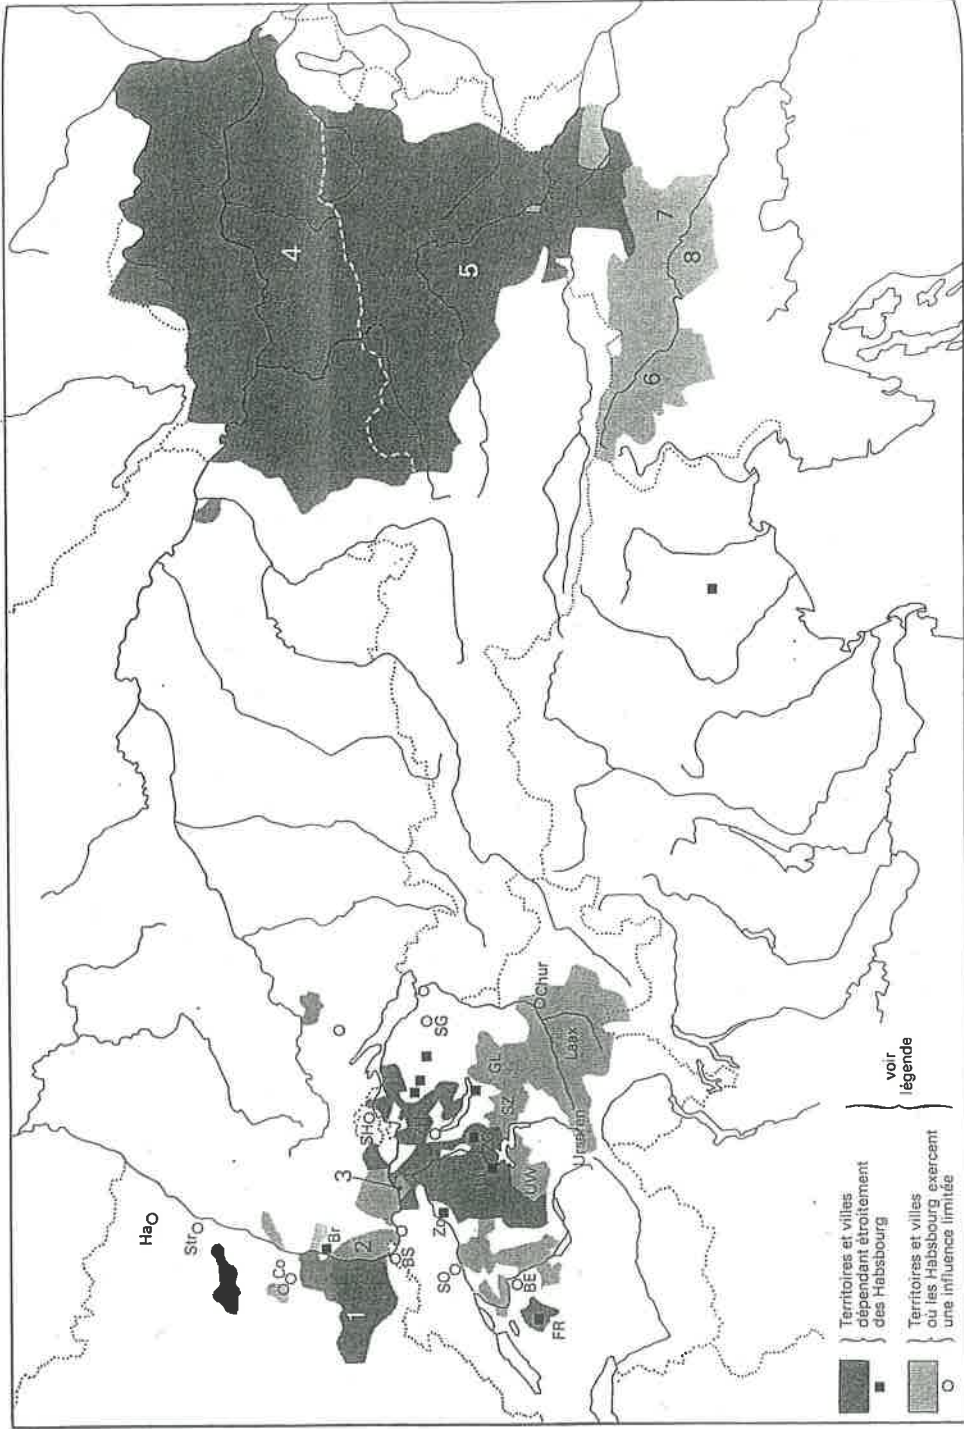 Ha
Str
Co
Br
1
2
3
BS
SH
SG
Zo
SO
BE
FR
UW
SZ
GL
Chur
Laax
Urseren
4
5
6
7
8
Territoires et villes
dépendant étroitement
des Habsbourg
Territoires et villes
où les Habsbourg exercent
une influence limitée
voir
légende